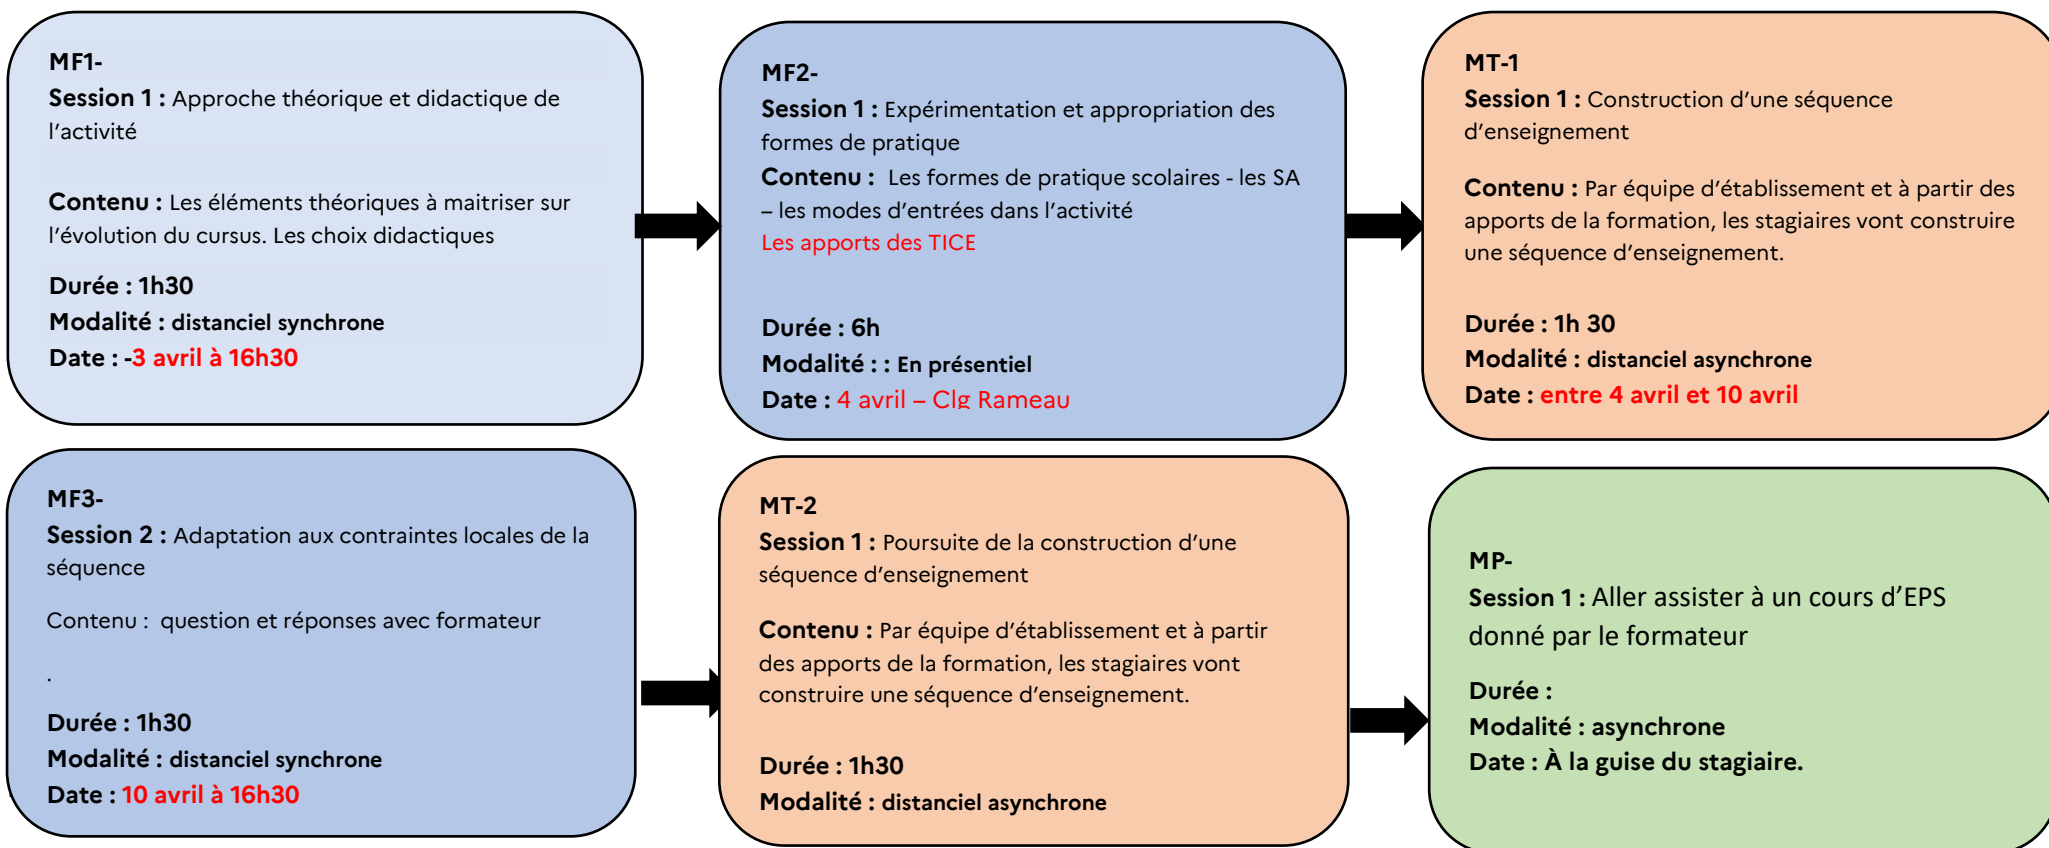 MF1-
Session 1 : Approche théorique et didactique de
l’activité
Contenu : Les éléments théoriques à maitriser sur
l’évolution du cursus. Les choix didactiques
Durée : 1h30
Modalité : distanciel synchrone
Date : -3 avril à 16h30
MF2-
Session 1 : Expérimentation et appropriation des
formes de pratique
Contenu : Les formes de pratique scolaires - les SA
– les modes d’entrées dans l’activité
Les apports des TICE
Durée : 6h
Modalité : : En présentiel
Date : 4 avril – Clg Rameau
MT-1
Session 1 : Construction d’une séquence
d’enseignement
Contenu : Par équipe d’établissement et à partir des
apports de la formation, les stagiaires vont construire
une séquence d’enseignement.
Durée : 1h 30
Modalité : distanciel asynchrone
Date : entre 4 avril et 10 avril
MF3-
Session 2 : Adaptation aux contraintes locales de la
séquence
Contenu : question et réponses avec formateur
.
Durée : 1h30
Modalité : distanciel synchrone
Date : 10 avril à 16h30
MT-2
Session 1 : Poursuite de la construction d’une
séquence d’enseignement
Contenu : Par équipe d’établissement et à partir
des apports de la formation, les stagiaires vont
construire une séquence d’enseignement.
Durée : 1h30
Modalité : distanciel asynchrone
MP-
Session 1 : Aller assister à un cours d’EPS
donné par le formateur
Durée :
Modalité : asynchrone
Date : À la guise du stagiaire.